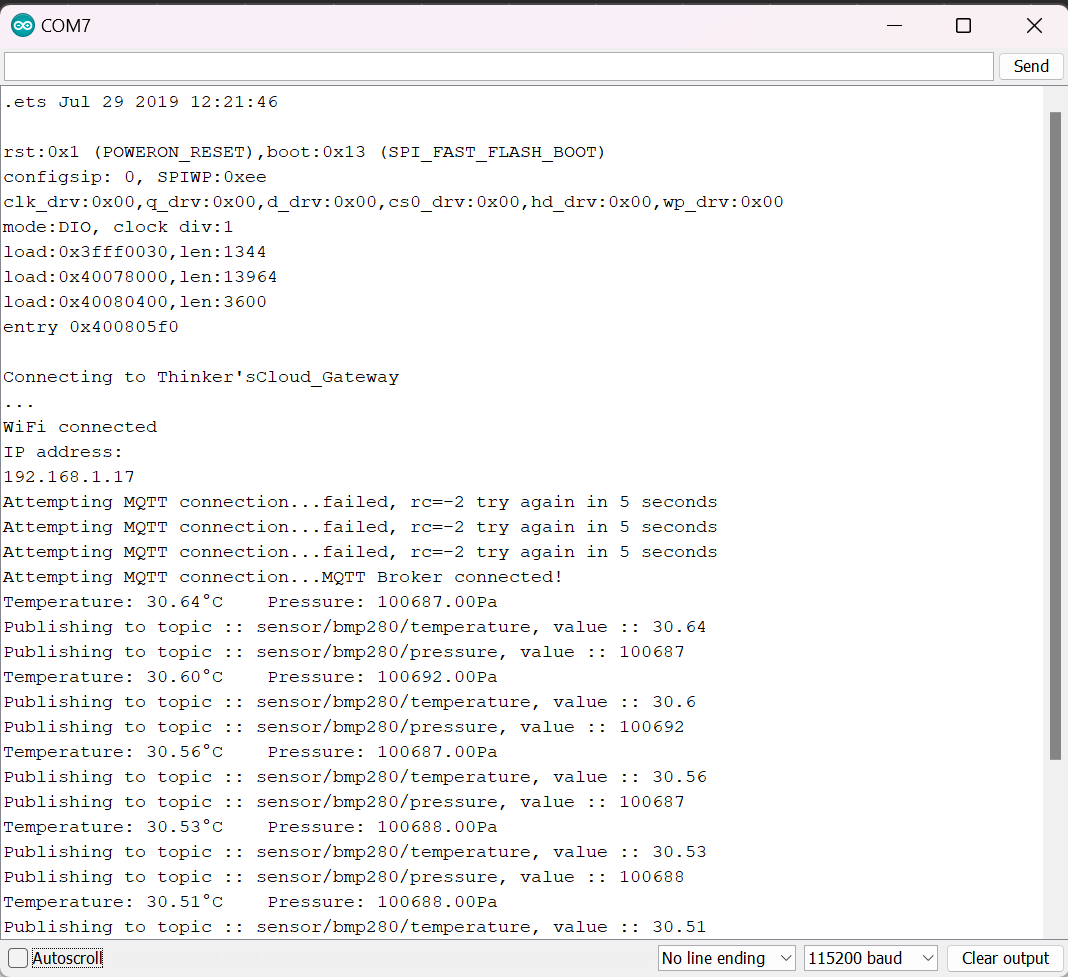 COM7
Send
.ets Jul 29 2019 12:21:46
rst:0x1 (POWERON_RESET),boot:0x13 (SPI_FAST_FLASH_BOOT)
configsip: 0, SPIWP:0xee
clk_drv:0x00,q_drv:0x00,d_drv:0x00,cs0_drv:0x00,hd_drv:0x00,wp_drv:0x00
mode:DIO, clock div:1
load:0x3fff0030,len:1344
load:0x40078000,len:13964
load:0x40080400,len:3600
entry 0x400805f0
Connecting to Thinker'sCloud_Gateway
...
WiFi connected
IP address:
192.168.1.17
Attempting MQTT connection...failed, rc=-2 try again in 5 seconds
Attempting MQTT connection...failed, rc=-2 try again in 5 seconds
Attempting MQTT connection...failed, rc=-2 try again in 5 seconds
Attempting MQTT connection...MQTT Broker connected!
Temperature: 30.64°C    Pressure: 100687.00Pa
Publishing to topic :: sensor/bmp280/temperature, value :: 30.64
Publishing to topic :: sensor/bmp280/pressure, value :: 100687
Temperature: 30.60°C    Pressure: 100692.00Pa
Publishing to topic :: sensor/bmp280/temperature, value :: 30.6
Publishing to topic :: sensor/bmp280/pressure, value :: 100692
Temperature: 30.56°C    Pressure: 100687.00Pa
Publishing to topic :: sensor/bmp280/temperature, value :: 30.56
Publishing to topic :: sensor/bmp280/pressure, value :: 100687
Temperature: 30.53°C    Pressure: 100688.00Pa
Publishing to topic :: sensor/bmp280/temperature, value :: 30.53
Publishing to topic :: sensor/bmp280/pressure, value :: 100688
Temperature: 30.51°C    Pressure: 100688.00Pa
Publishing to topic :: sensor/bmp280/temperature, value :: 30.51
Autoscroll No line ending 115200 baud Clear output